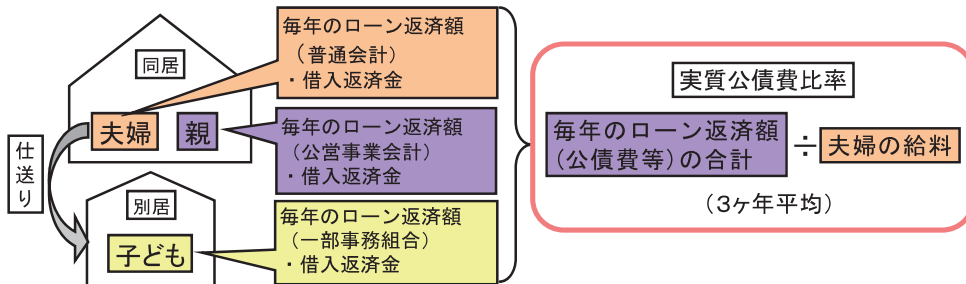 同居
夫婦
親
仕送り
別居
子ども
毎年のローン返済額
（普通会計）
・借入返済金
毎年のローン返済額
（公営事業会計）
・借入返済金
毎年のローン返済額
（一部事務組合）
・借入返済金
実質公債費比率
毎年のローン返済額
（公債費等）の合計
÷
夫婦の給料
（3ヶ年平均）